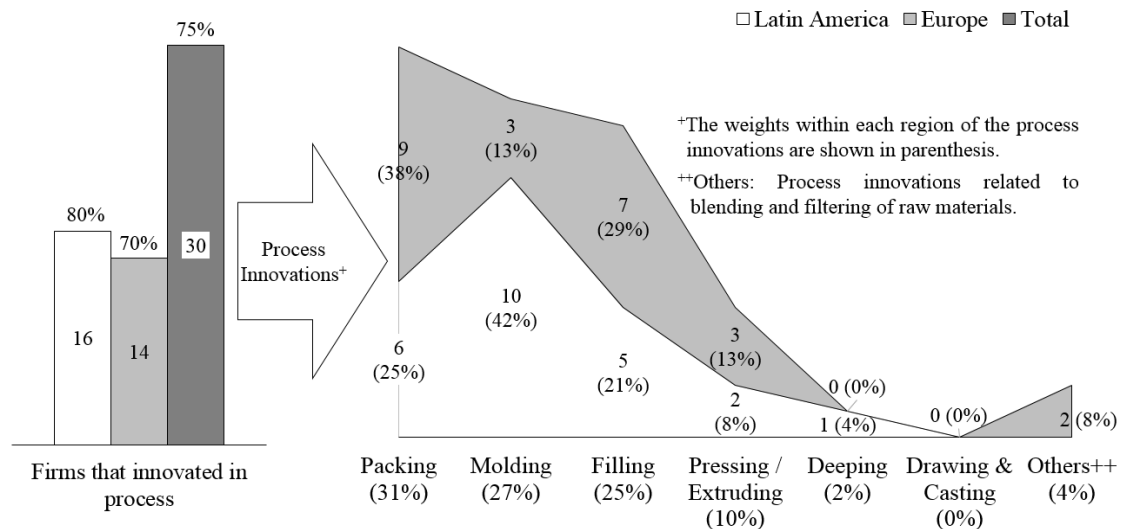 Latin America Europe Total
75%
80%
70%
30
16
14
Firms that innovated in
process
Process
Innovations+
9
(38%)
3
(13%)
7
(29%)
3
(13%)
0 (0%)
0 (0%)
2 (8%)
6
(25%)
10
(42%)
5
(21%)
2
(8%)
1 (4%)
+The weights within each region of the process
innovations are shown in parenthesis.
++Others: Process innovations related to
blending and filtering of raw materials.
Packing
(31%)
Molding
(27%)
Filling
(25%)
Pressing /
Extruding
(10%)
Deeping
(2%)
Drawing &
Casting
(0%)
Others++
(4%)